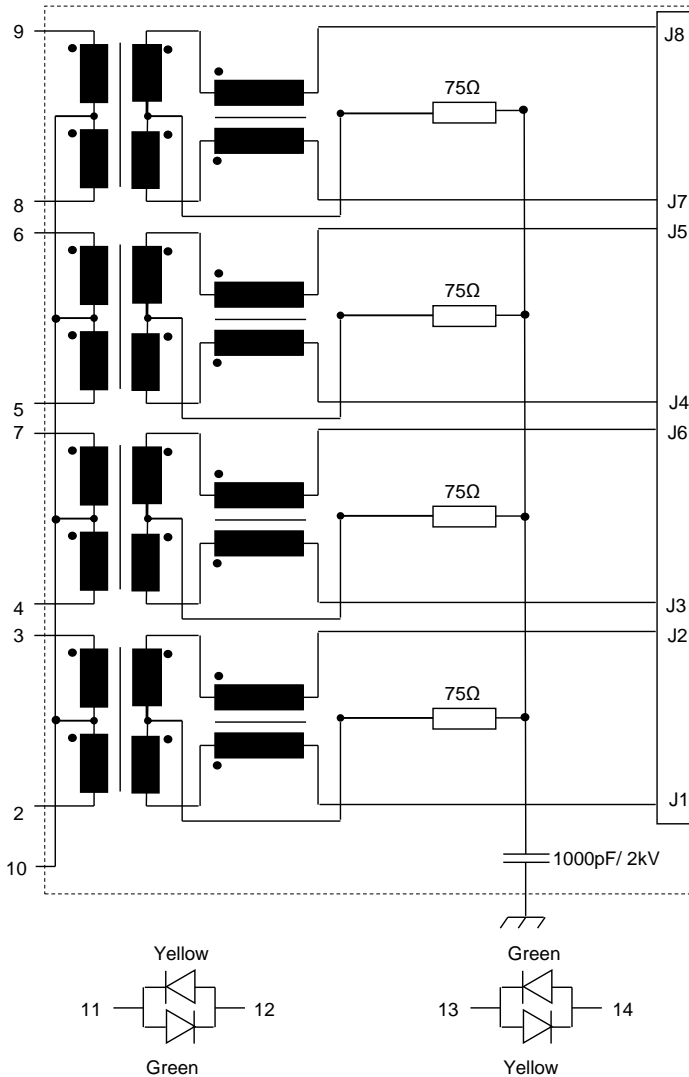 9
J8
75Ω
8
J7
6
J5
75Ω
5
J4
7
J6
75Ω
4
J3
3
J2
75Ω
2
J1
10
1000pF/ 2kV
Yellow
Green
11
12
13
14
Green
Yellow